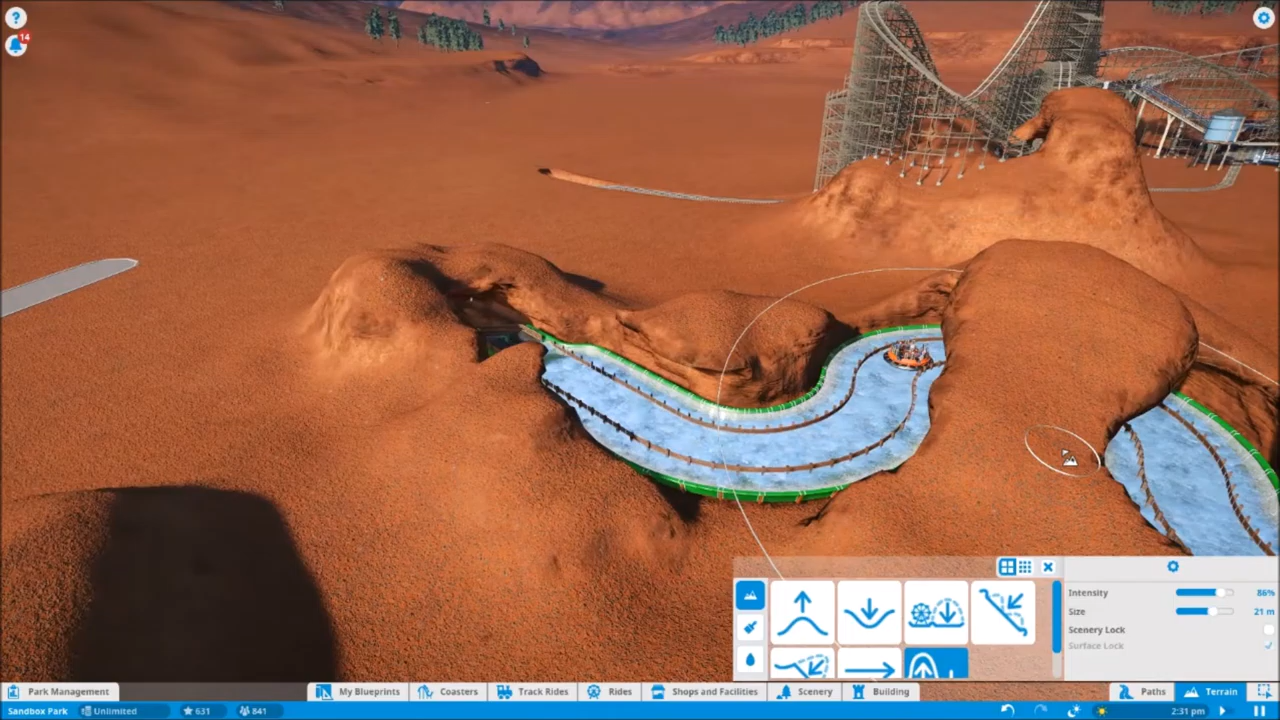 ?
14
Intensity 86%
Size 21 m
Scenery Lock
Surface Lock
Park Management My Blueprints Coasters Track Rides Rides Shops and Facilities Scenery Building Paths Terrain
Sandbox Park Unlimited 631 841 2:31 pm